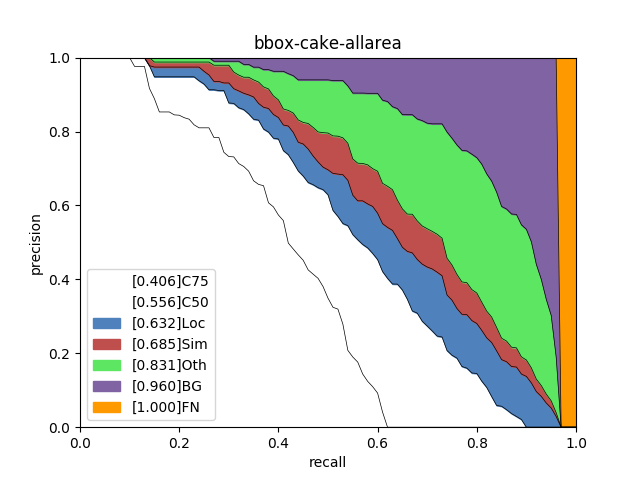 bbox-cake-allarea
precision
1.0
0.8
0.6
0.4
0.2
0.0
[0.406]C75
[0.556]C50
[0.632]Loc
[0.685]Sim
[0.831]Oth
[0.960]BG
[1.000]FN
0.0 0.2 0.4 0.6 0.8 1.0
recall